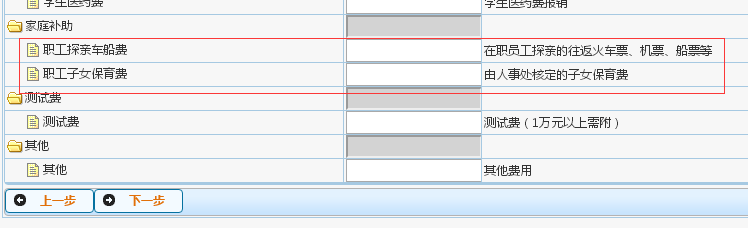 学生医药费 学生医药费报销
家庭补助
职工探亲车船费 在职员工探亲的往返火车票、机票、船票等
职工子女保育费 由人事处核定的子女保育费
测试费
测试费 测试费（1万元以上需附）
其他
其他 其他费用
上一步 下一步